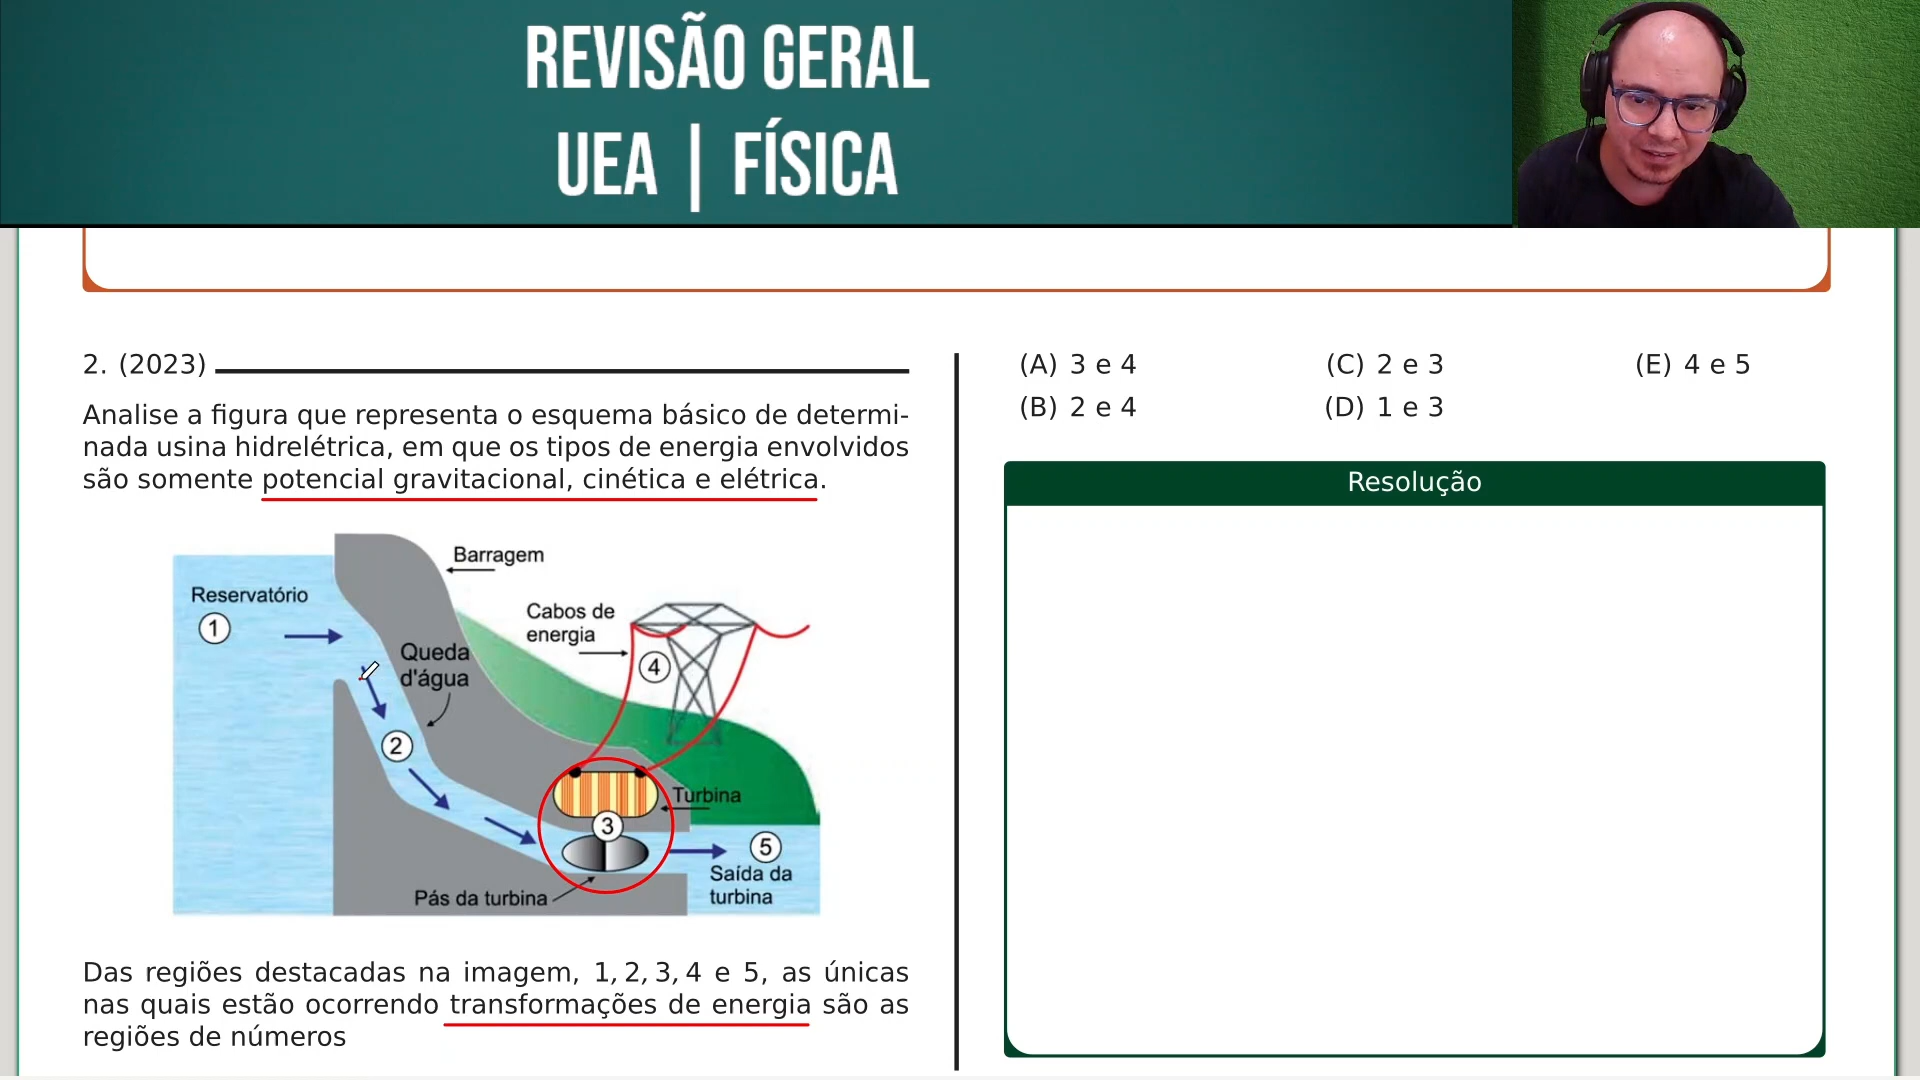 REVISÃO GERAL
UEA | FÍSICA
2. (2023)
Analise a figura que representa o esquema básico de determi-
nada usina hidrelétrica, em que os tipos de energia envolvidos
são somente potencial gravitacional, cinética e elétrica.
Barragem
Reservatório
1
Cabos de
energia
4
Queda
d'água
2
Turbina
3
5
Saída da
turbina
Pás da turbina
Das regiões destacadas na imagem, 1, 2, 3, 4 e 5, as únicas
nas quais estão ocorrendo transformações de energia são as
regiões de números
(A) 3 e 4
(B) 2 e 4
(C) 2 e 3
(D) 1 e 3
(E) 4 e 5
Resolução